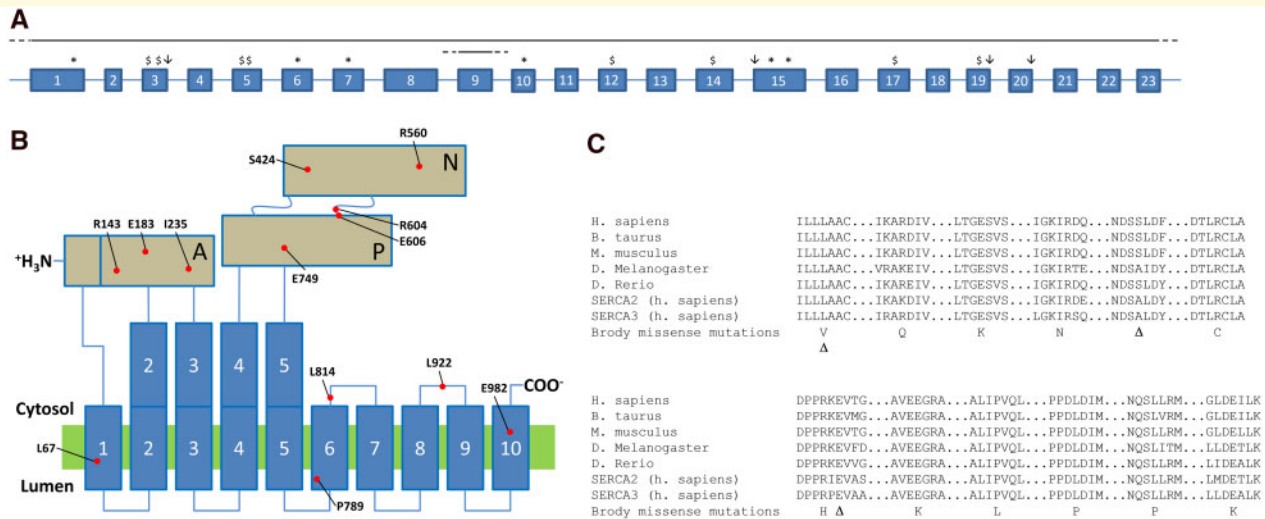 A
* $ $ ↓ $$ * * * $ $ ↓ * * $ $ ↓ ↓
1 2 3 4 5 6 7 8 9 10 11 12 13 14 15 16 17 18 19 20 21 22 23
B
R560
S424
N
R143 E183 I235
R604
E606
A
P
⁺H₃N
E749
2 3 4 5
L814
L922
E982
COO⁻
Cytosol
1 2 3 4 5 6 7 8 9 10
L67
Lumen
P789
C
H. sapiens ILLLAAC...IKARDIV...LTGESVS...IGKIRDQ...NDSSLDF...DTLRCLA
B. taurus ILLLAAC...IKARDIV...LTGESVS...IGKIRDQ...NDSSLDF...DTLRCLA
M. musculus ILLLAAC...IKARDIV...LTGESVS...IGKIRDQ...NDSSLDF...DTLRCLA
D. Melanogaster ILLLAAC...VRAKEIV...LTGESVS...IGKIRTE...NDSAIDY...DTLRCLA
D. Rerio ILLLAAC...IKAREIV...LTGESVS...IGKIRDQ...NDSSLDF...DTLRCLA
SERCA2 (h. sapiens) ILLLAAC...IKAKDIV...LTGESVS...IGKIRDE...NDSALDY...DTLRCLA
SERCA3 (h. sapiens) ILLLAAC...IRARDIV...LTGESVS...LGKIRSQ...NDSALDY...DTLRCLA
Brody missense mutations V Q K N Δ C
Δ
H. sapiens DPPRKEVTG...AVEEGRA...ALIPVQL...PPDLDIM...NQSLLRM...GLDEILK
B. taurus DPPRKEVMG...AVEEGRA...ALIPVQL...PPDLDIM...NQSLVRM...GLDELLK
M. musculus DPPRKEVTG...AVEEGRA...ALIPVQL...PPDLDIM...NQSLLRM...GLDELLK
D. Melanogaster DPPRKEVFD...AVEEGRA...ALIPVQL...PPDLDIM...NQSLITM...LLDETLK
D. Rerio DPPRKEVVG...AVEEGRA...ALIPVQL...PPDLDIM...NQSLLRM...LIDEALK
SERCA2 (h. sapiens) DPPRIEVAS...AVEEGRA...ALIPVQL...PPDLDIM...NQSLLRM...LMDETLK
SERCA3 (h. sapiens) DPPRPEVAA...AVEEGRA...ALIPVQL...PPDLDIM...NQSLLRM...LLDEALK
Brody missense mutations H Δ K L P P K